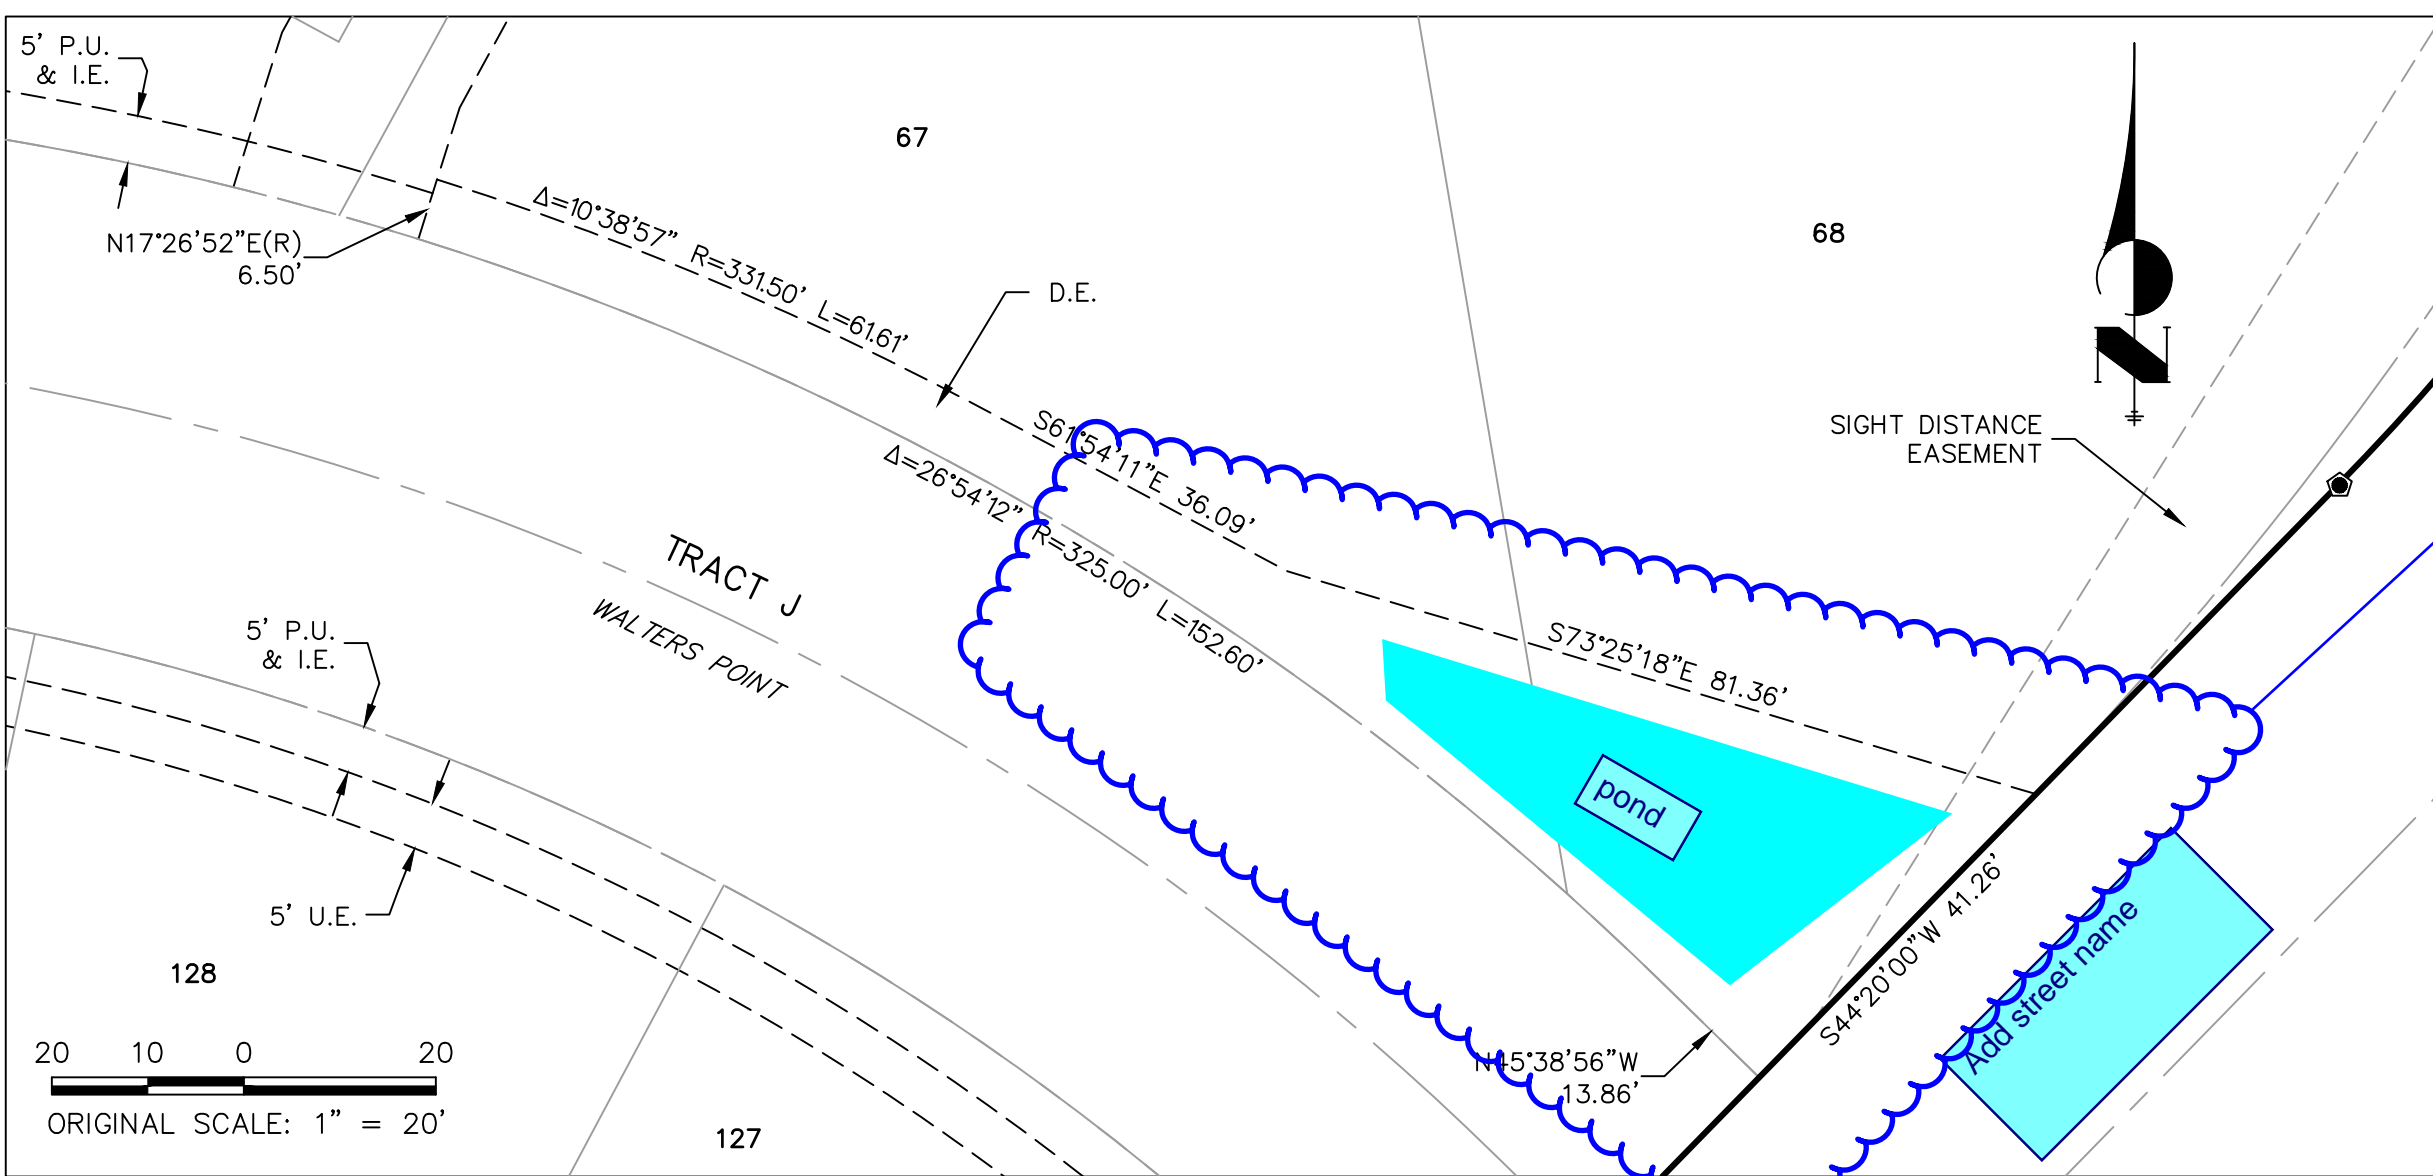 5' P.U.
& I.E.
67
68
Δ=10°38'57" R=331.50' L=61.61'
N17°26'52"E(R)
6.50'
D.E.
N
SIGHT DISTANCE
EASEMENT
S61°54'11"E 36.09'
Δ=26°54'12" R=325.00' L=152.60'
TRACT J
WALTERS POINT
S73°25'18"E 81.36'
5' P.U.
& I.E.
pond
5' U.E.
S44°20'00"W 41.26'
Add street name
128
N45°38'56"W
13.86'
20 10 0 20
ORIGINAL SCALE: 1" = 20'
127